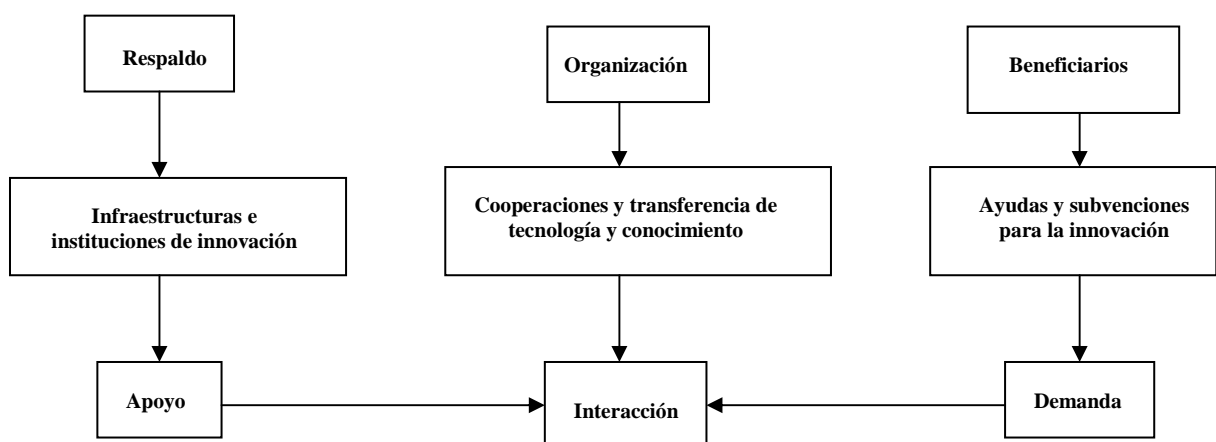 Respaldo
Organización
Beneficiarios
Infraestructuras e
instituciones de innovación
Cooperaciones y transferencia de
tecnología y conocimiento
Ayudas y subvenciones
para la innovación
Apoyo
Interacción
Demanda